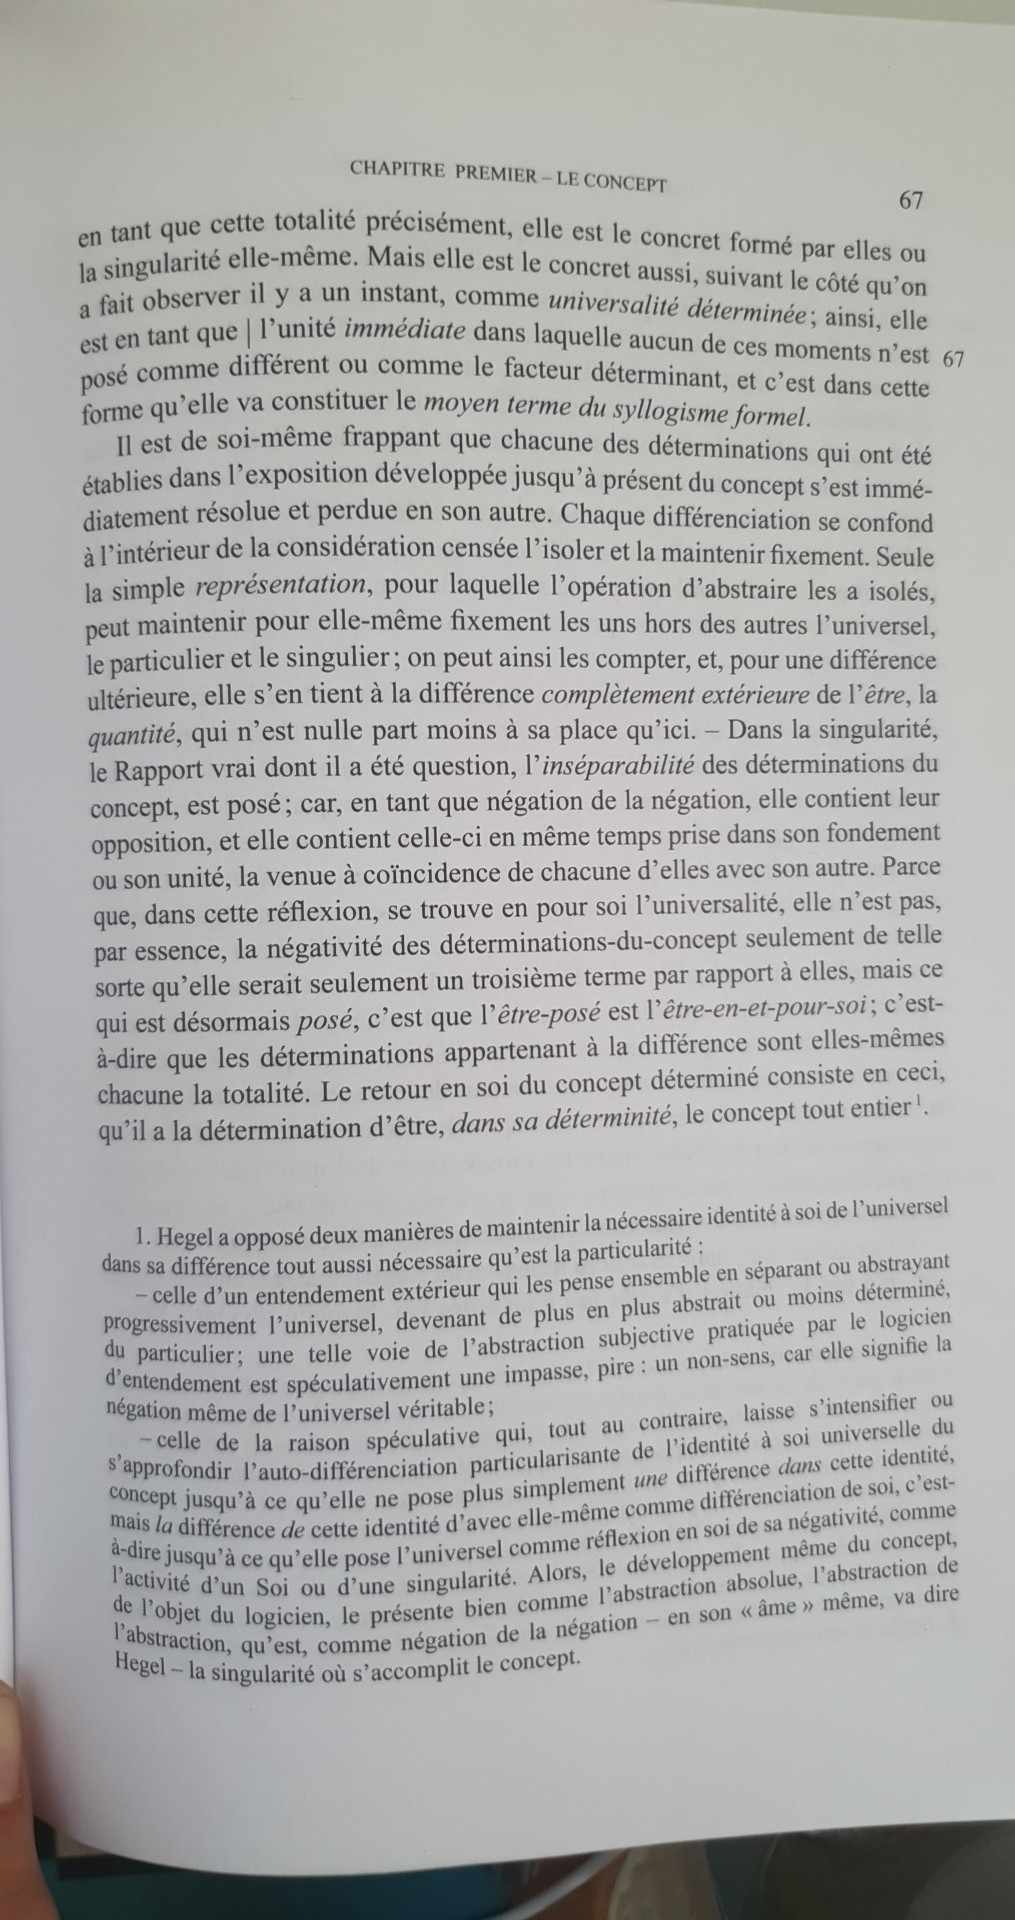 CHAPITRE PREMIER – LE CONCEPT
67
en tant que cette totalité précisément, elle est le concret formé par elles ou
la singularité elle-même. Mais elle est le concret aussi, suivant le côté qu’on
a fait observer il y a un instant, comme universalité déterminée ; ainsi, elle
est en tant que | l’unité immédiate dans laquelle aucun de ces moments n’est 67
posé comme différent ou comme le facteur déterminant, et c’est dans cette
forme qu’elle va constituer le moyen terme du syllogisme formel.
Il est de soi-même frappant que chacune des déterminations qui ont été
établies dans l’exposition développée jusqu’à présent du concept s’est immé-
diatement résolue et perdue en son autre. Chaque différenciation se confond
à l’intérieur de la considération censée l’isoler et la maintenir fixement. Seule
la simple représentation, pour laquelle l’opération d’abstraire les a isolés,
peut maintenir pour elle-même fixement les uns hors des autres l’universel,
le particulier et le singulier ; on peut ainsi les compter, et, pour une différence
ultérieure, elle s’en tient à la différence complètement extérieure de l’être, la
quantité, qui n’est nulle part moins à sa place qu’ici. – Dans la singularité,
le Rapport vrai dont il a été question, l’inséparabilité des déterminations du
concept, est posé ; car, en tant que négation de la négation, elle contient leur
opposition, et elle contient celle-ci en même temps prise dans son fondement
ou son unité, la venue à coïncidence de chacune d’elles avec son autre. Parce
que, dans cette réflexion, se trouve en pour soi l’universalité, elle n’est pas,
par essence, la négativité des déterminations-du-concept seulement de telle
sorte qu’elle serait seulement un troisième terme par rapport à elles, mais ce
qui est désormais posé, c’est que l’être-posé est l’être-en-et-pour-soi ; c’est-
à-dire que les déterminations appartenant à la différence sont elles-mêmes
chacune la totalité. Le retour en soi du concept déterminé consiste en ceci,
qu’il a la détermination d’être, dans sa déterminité, le concept tout entier 1.
1. Hegel a opposé deux manières de maintenir la nécessaire identité à soi de l’universel
dans sa différence tout aussi nécessaire qu’est la particularité :
– celle d’un entendement extérieur qui les pense ensemble en séparant ou abstrayant
progressivement l’universel, devenant de plus en plus abstrait ou moins déterminé,
du particulier ; une telle voie de l’abstraction subjective pratiquée par le logicien
d’entendement est spéculativement une impasse, pire : un non-sens, car elle signifie la
négation même de l’universel véritable ;
– celle de la raison spéculative qui, tout au contraire, laisse s’intensifier ou
s’approfondir l’auto-différenciation particularisante de l’identité à soi universelle du
concept jusqu’à ce qu’elle ne pose plus simplement une différence dans cette identité,
mais la différence de cette identité d’avec elle-même comme différenciation de soi, c’est-
à-dire jusqu’à ce qu’elle pose l’universel comme réflexion en soi de sa négativité, comme
l’activité d’un Soi ou d’une singularité. Alors, le développement même du concept,
de l’objet du logicien, le présente bien comme l’abstraction absolue, l’abstraction de
l’abstraction, qu’est, comme négation de la négation – en son « âme » même, va dire
Hegel – la singularité où s’accomplit le concept.